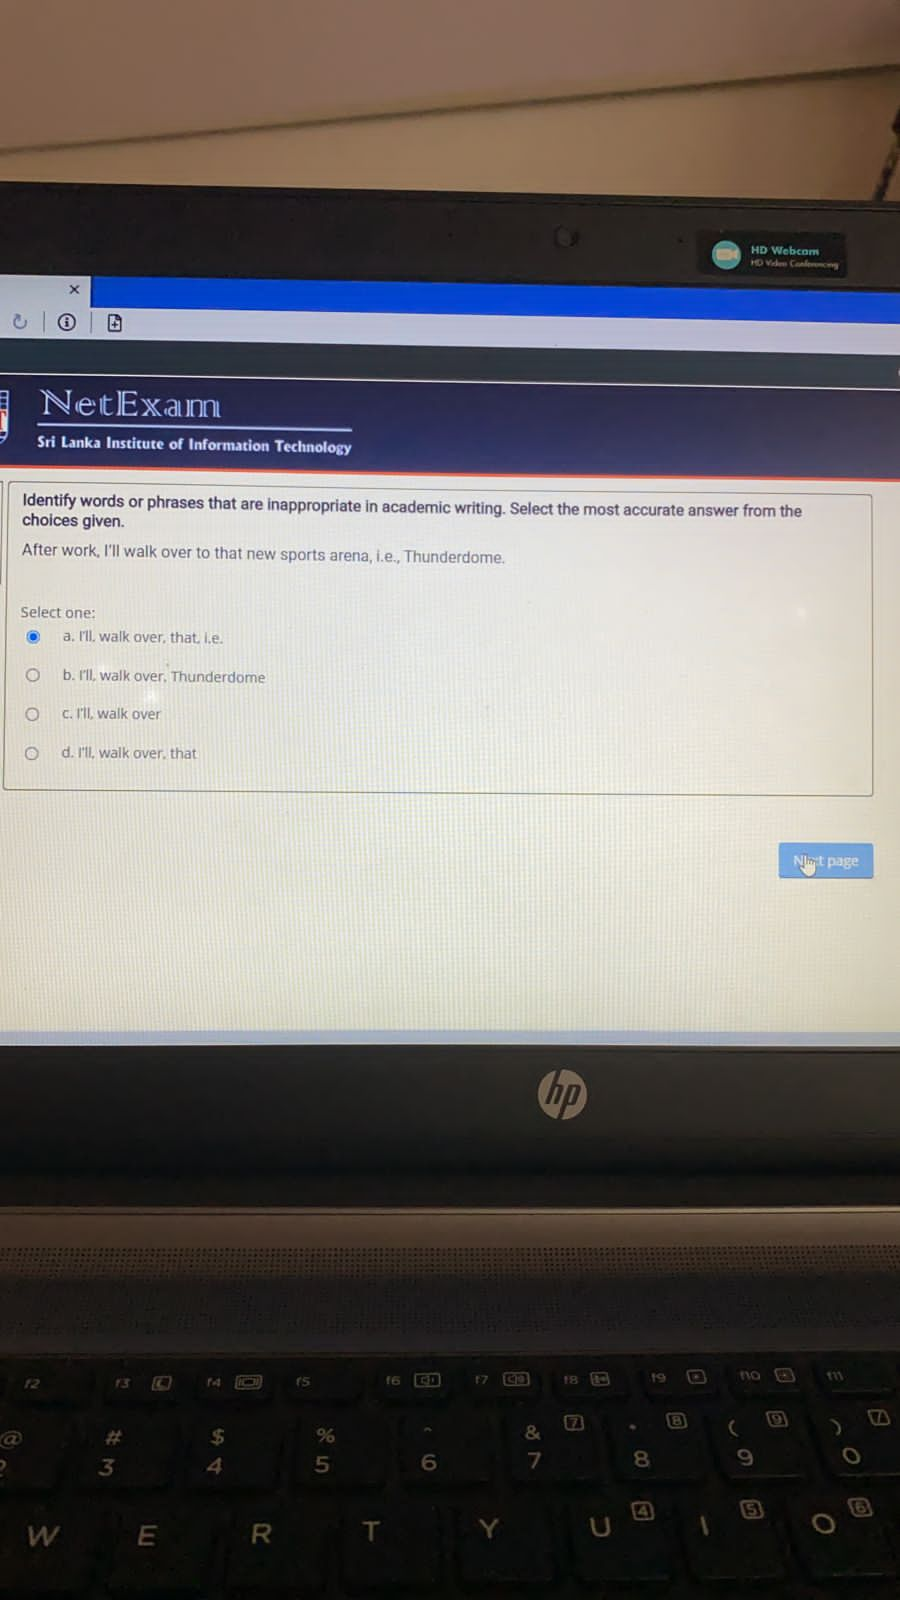 HD Webcam
HD Video Conferencing
NetExam
Sri Lanka Institute of Information Technology
Identify words or phrases that are inappropriate in academic writing. Select the most accurate answer from the
choices given.
After work, I'll walk over to that new sports arena, i.e., Thunderdome.
Select one:
a. I'll, walk over, that, i.e.
b. I'll, walk over, Thunderdome
c. I'll, walk over
d. I'll, walk over, that
page
hp
f2 f3 f4 f5 f6 f7 f8 f9 f10 f11
@ # $ % ^ & 7 * 8 ( 9 )
3 4 5 6 7 8 9 0
W E R T Y U 4 I 5 O 6